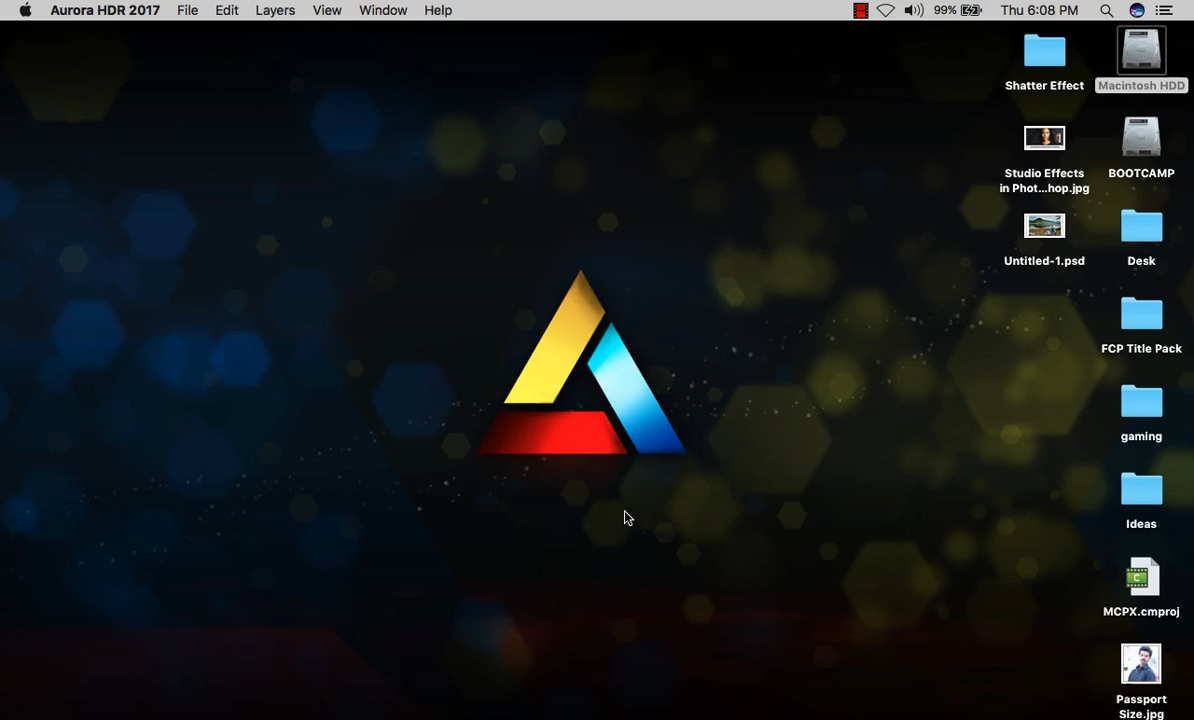 Aurora HDR 2017 File Edit Layers View Window Help 99% Thu 6:08 PM
Shatter Effect
Macintosh HDD
Studio Effects
in Phot...hop.jpg
BOOTCAMP
Untitled-1.psd
Desk
FCP Title Pack
gaming
Ideas
C
MCPX.cmproj
Passport
Size.jpg